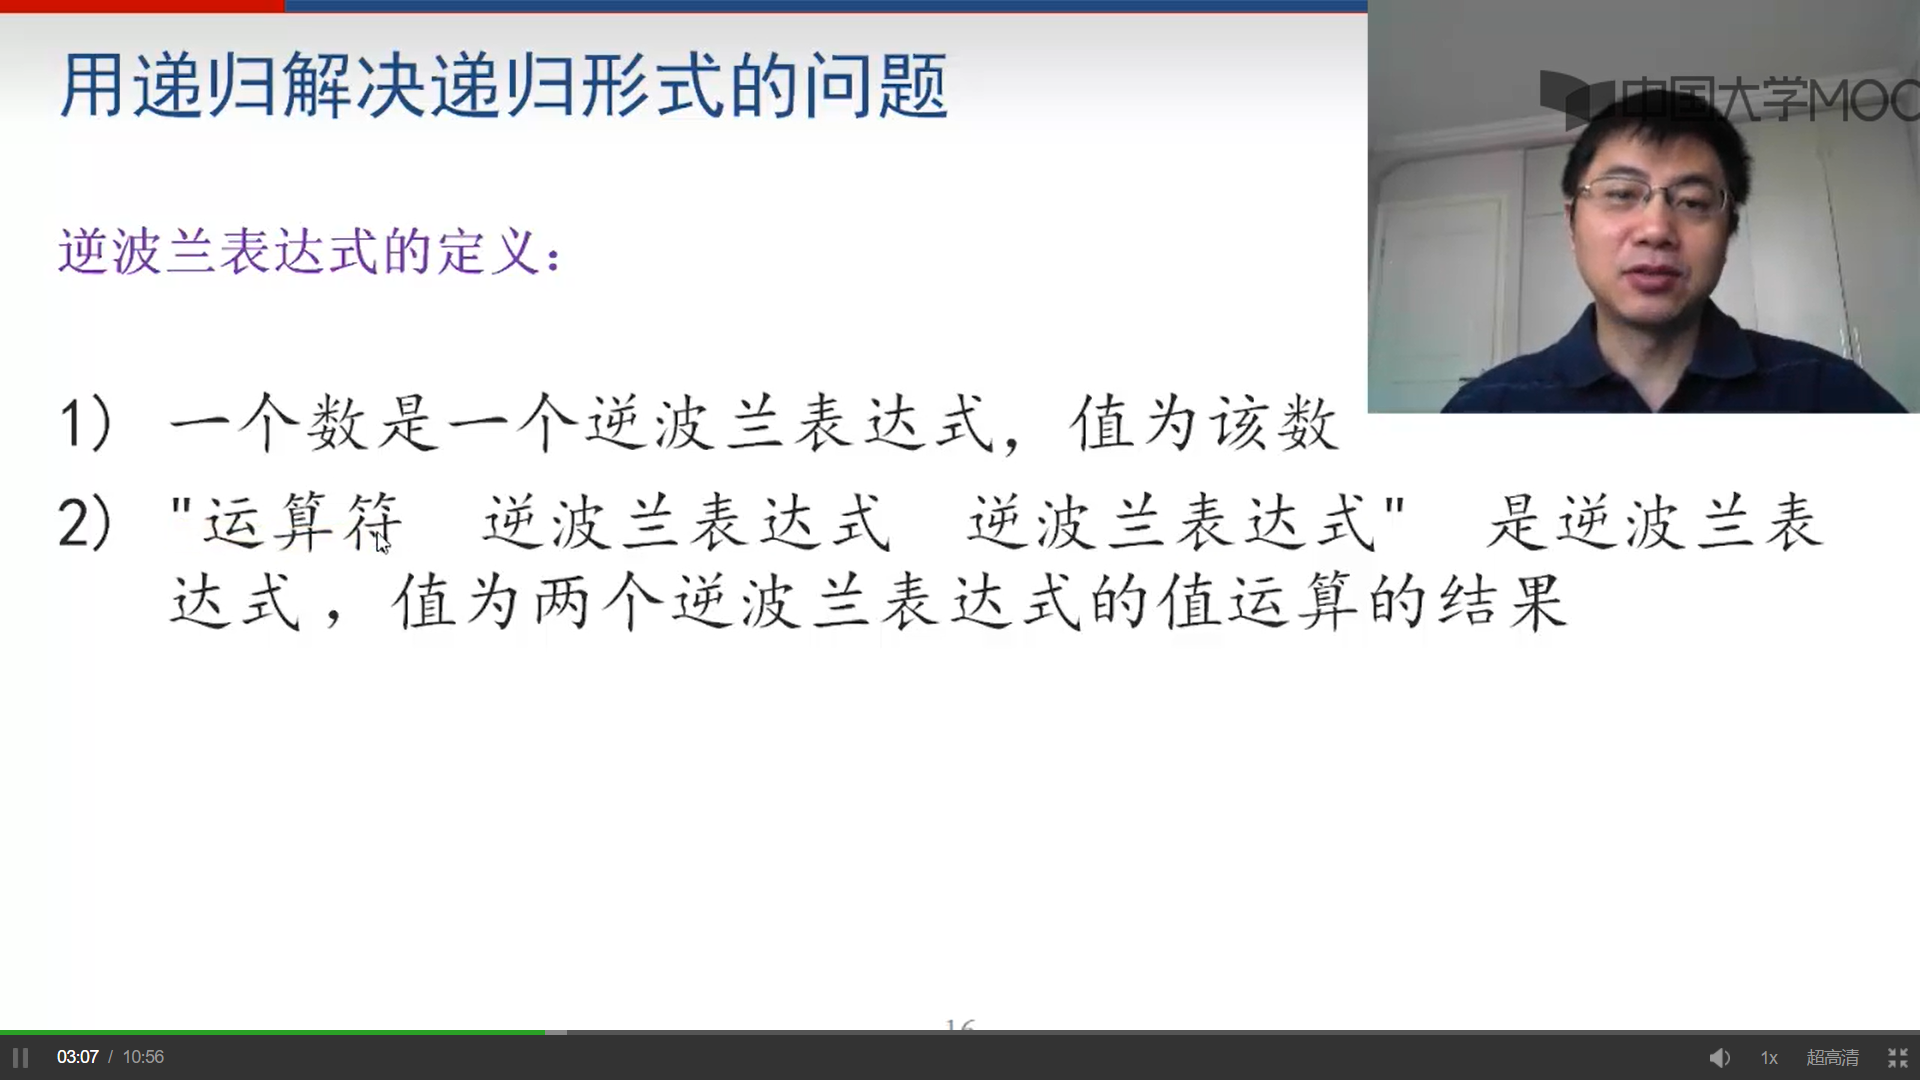 用递归解决递归形式的问题
中国大学MOO
逆波兰表达式的定义：
1) 一个数是一个逆波兰表达式，值为该数
2) "运算符 逆波兰表达式 逆波兰表达式" 是逆波兰表
达式，值为两个逆波兰表达式的值运算的结果
16
03:07 / 10:56
1x
超高清